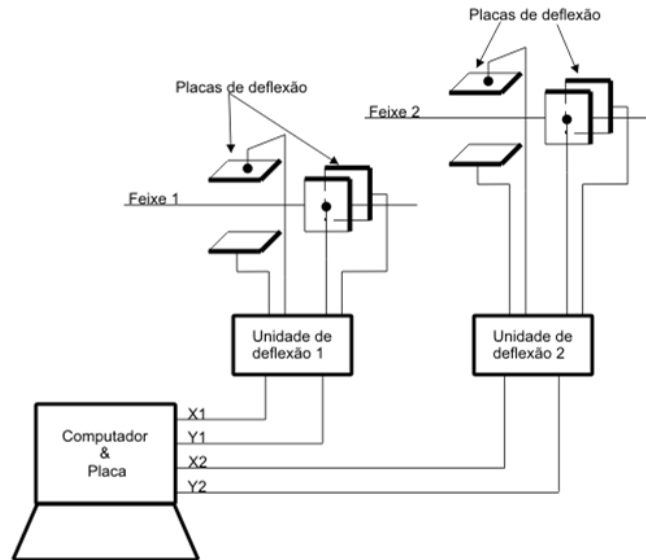 Placas de deflexão
Placas de deflexão
Feixe 2
Feixe 1
Unidade de
deflexão 1
Unidade de
deflexão 2
X1
Computador
Y1
&
X2
Placa
Y2